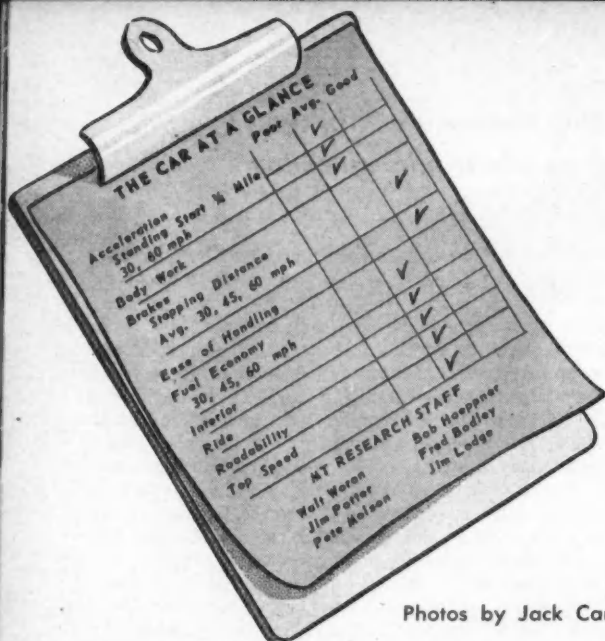 THE CAR AT A GLANCE
Poor Avg. Good
Acceleration
Standing Start ¼ Mile
30, 60 mph
Body Work
Brakes
Stopping Distance
Avg. 30, 45, 60 mph
Ease of Handling
Fuel Economy
30, 45, 60 mph
Interior
Ride
Roadability
Top Speed
MT RESEARCH STAFF
Walt Woron
Jim Potter
Pete Molson
Bob Hoeppner
Fred Bodley
Jim Lodge
Photos by Jack Cam